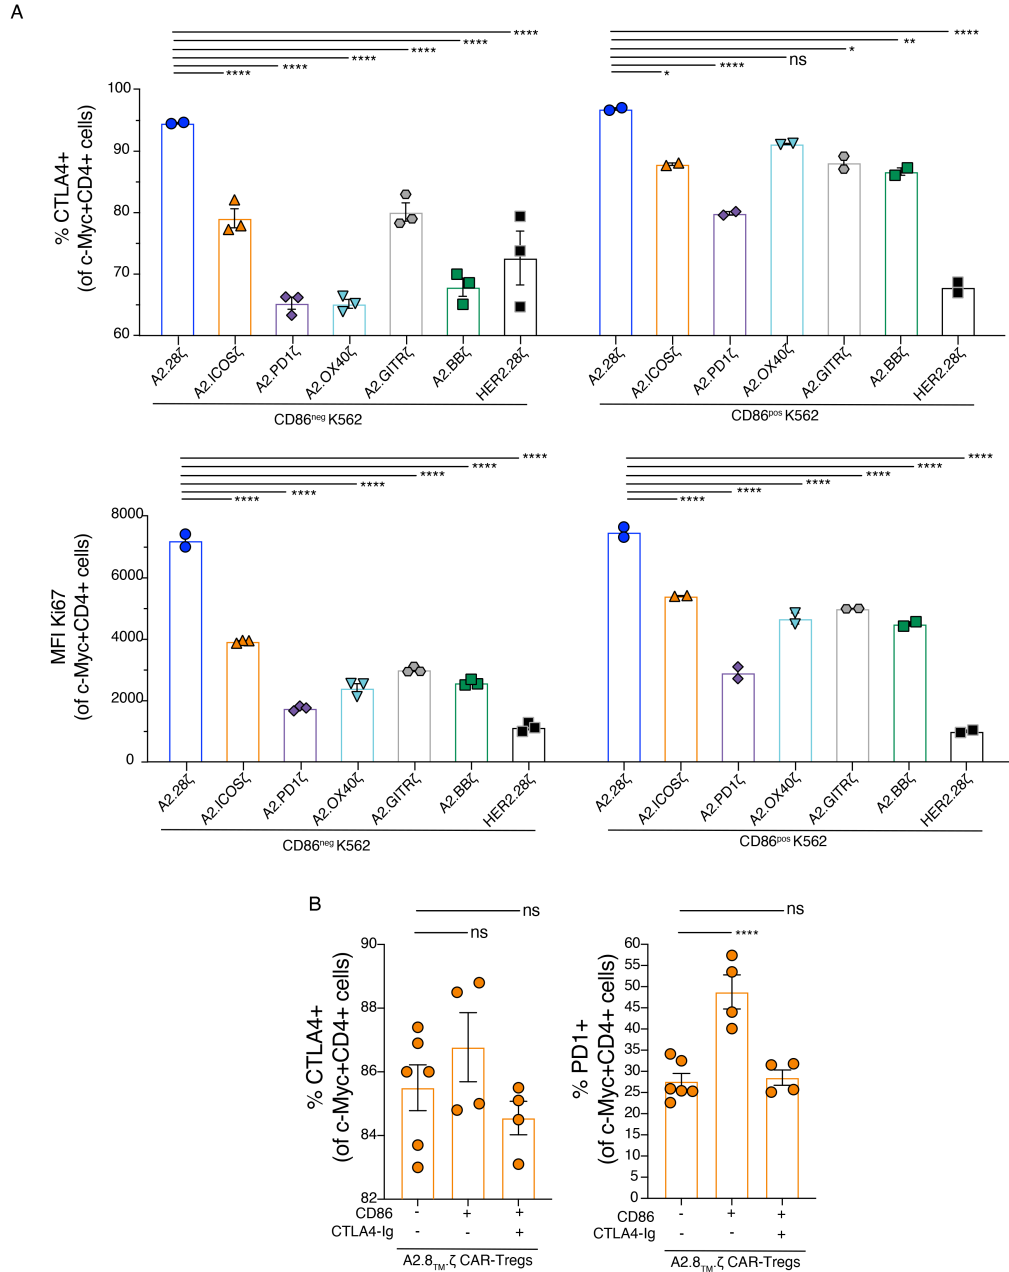 A
****
****
****
****
****
****
****
**
*
ns
****
*
% CTLA4+
(of c-Myc+CD4+ cells)
100
90
80
70
60
A2.28ζ
A2.ICOSζ
A2.PD1ζ
A2.OX40ζ
A2.GITRζ
A2.BBζ
HER2.28ζ
CD86neg K562
A2.28ζ
A2.ICOSζ
A2.PD1ζ
A2.OX40ζ
A2.GITRζ
A2.BBζ
HER2.28ζ
CD86pos K562
****
****
****
****
****
****
****
****
****
****
****
****
MFI Ki67
(of c-Myc+CD4+ cells)
8000
6000
4000
2000
0
A2.28ζ
A2.ICOSζ
A2.PD1ζ
A2.OX40ζ
A2.GITRζ
A2.BBζ
HER2.28ζ
CD86neg K562
A2.28ζ
A2.ICOSζ
A2.PD1ζ
A2.OX40ζ
A2.GITRζ
A2.BBζ
HER2.28ζ
CD86pos K562
B
ns
ns
% CTLA4+
(of c-Myc+CD4+ cells)
90
88
86
84
82
CD86 - + +
CTLA4-Ig - - +
A2.8TM.ζ CAR-Tregs
ns
****
% PD1+
(of c-Myc+CD4+ cells)
60
55
50
45
40
35
30
25
20
15
10
5
0
CD86 - + +
CTLA4-Ig - - +
A2.8TM.ζ CAR-Tregs